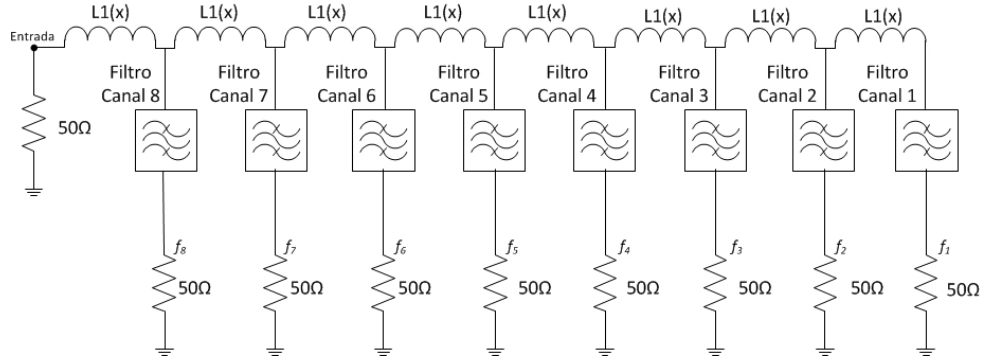 L1(x) L1(x) L1(x) L1(x) L1(x) L1(x) L1(x) L1(x)
Entrada
Filtro Filtro Filtro Filtro Filtro Filtro Filtro Filtro
Canal 8 Canal 7 Canal 6 Canal 5 Canal 4 Canal 3 Canal 2 Canal 1
50Ω
f8 f7 f6 f5 f4 f3 f2 f1
50Ω 50Ω 50Ω 50Ω 50Ω 50Ω 50Ω 50Ω